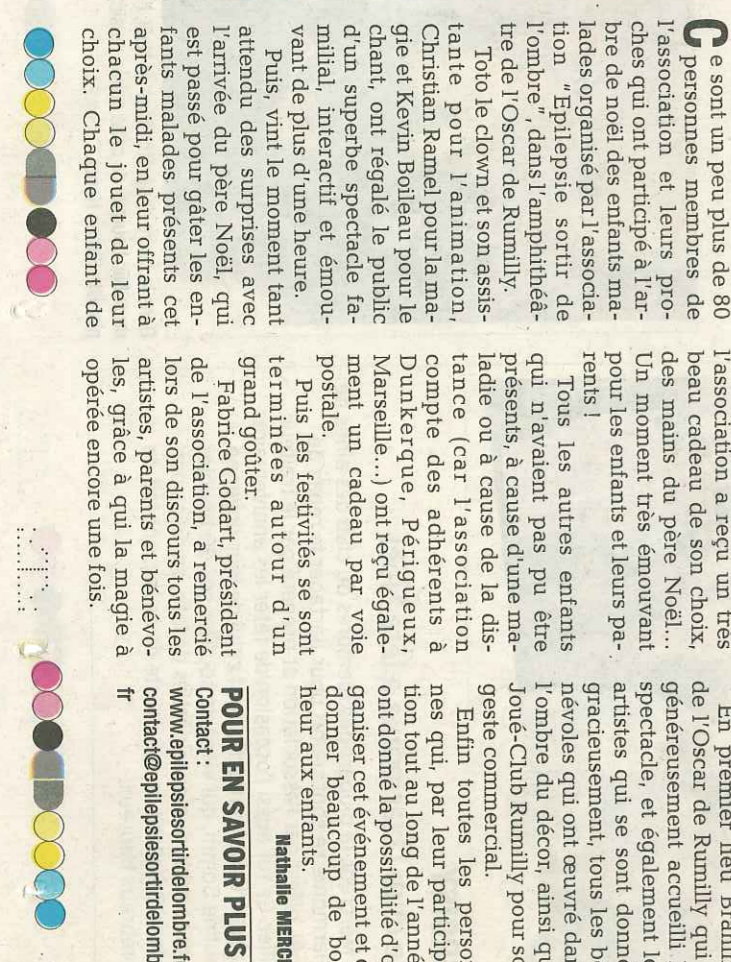 Ce sont un peu plus de 80
personnes membres de
l'association et leurs pro-
ches qui ont participé à l'ar-
bre de noël des enfants ma-
lades organisé par l'associa-
tion "Epilepsie sortir de
l'ombre", dans l'amphithéâ-
tre de l'Oscar de Rumilly.
Toto le clown et son assis-
tante pour l'animation,
Christian Ramel pour la ma-
gie et Kevin Boileau pour le
chant, ont régalé le public
d'un superbe spectacle fa-
milial, interactif et émou-
vant de plus d'une heure.
Puis, vint le moment tant
attendu des surprises avec
l'arrivée du père Noël, qui
est passé pour gâter les en-
fants malades présents cet
après-midi, en leur offrant à
chacun le jouet de leur
choix. Chaque enfant de
l'association a reçu un très
beau cadeau de son choix,
des mains du père Noël...
Un moment très émouvant
pour les enfants et leurs pa-
rents !
Tous les autres enfants
qui n'avaient pas pu être
présents, à cause d'une ma-
ladie ou à cause de la dis-
tance (car l'association
compte des adhérents à
Dunkerque, Périgueux,
Marseille...) ont reçu égale-
ment un cadeau par voie
postale.
Puis les festivités se sont
terminées autour d'un
grand goûter.
Fabrice Godart, président
de l'association, a remercié
lors de son discours tous les
artistes, parents et bénévo-
les, grâce à qui la magie à
opérée encore une fois.
En premier lieu
de l'Oscar de Rumilly qui
généreusement accueilli
spectacle, et également
artistes qui se sont
gracieusement, tous les
névoles qui ont œuvré
l'ombre du décor, ainsi
Joué-Club Rumilly pour
geste commercial.
Enfin toutes les
nes qui, par leur
tion tout au long de
ont donné la possibilité
ganiser cet événement et
donner beaucoup de
heur aux enfants.
Nathalie
POUR EN SAVOIR PLUS
Contact :
www.epilepsiesortirdelombre.f
contact@epilepsiesortirdelomb
fr